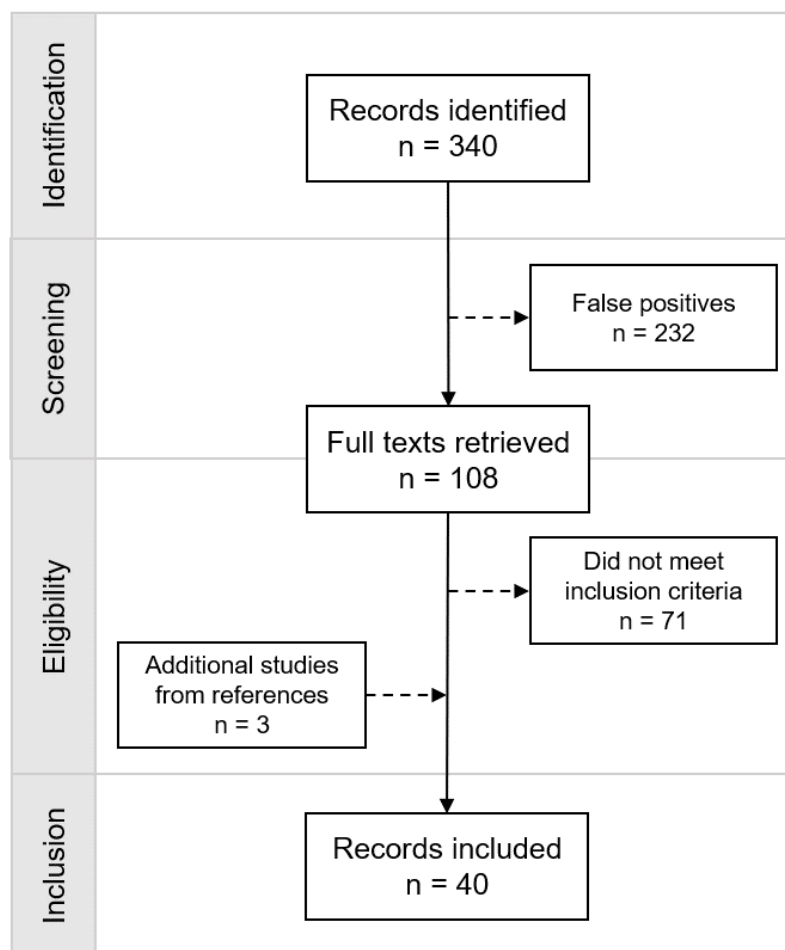 Identification
Records identified
n = 340
Screening
False positives
n = 232
Full texts retrieved
n = 108
Eligibility
Did not meet
inclusion criteria
n = 71
Additional studies
from references
n = 3
Inclusion
Records included
n = 40